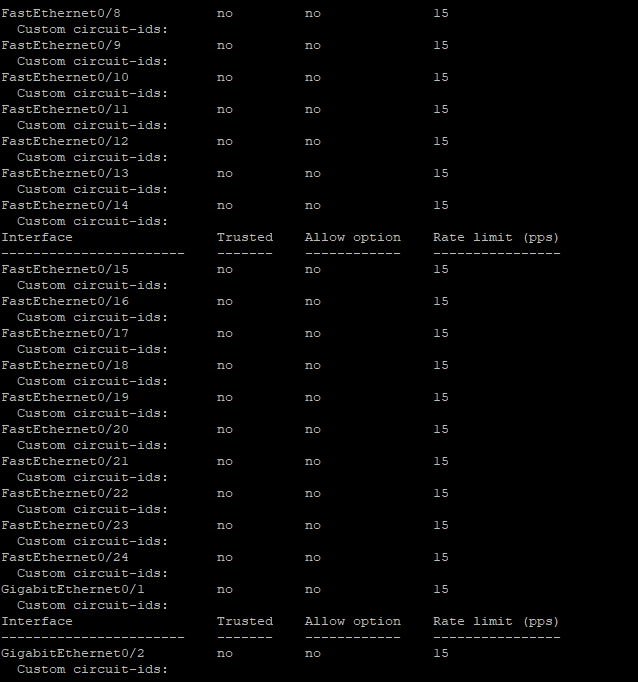 FastEthernet0/8            no         no              15
  Custom circuit-ids:
FastEthernet0/9            no         no              15
  Custom circuit-ids:
FastEthernet0/10           no         no              15
  Custom circuit-ids:
FastEthernet0/11           no         no              15
  Custom circuit-ids:
FastEthernet0/12           no         no              15
  Custom circuit-ids:
FastEthernet0/13           no         no              15
  Custom circuit-ids:
FastEthernet0/14           no         no              15
  Custom circuit-ids:
Interface                  Trusted    Allow option    Rate limit (pps)
-----------------------    -------    ------------    ----------------
FastEthernet0/15           no         no              15
  Custom circuit-ids:
FastEthernet0/16           no         no              15
  Custom circuit-ids:
FastEthernet0/17           no         no              15
  Custom circuit-ids:
FastEthernet0/18           no         no              15
  Custom circuit-ids:
FastEthernet0/19           no         no              15
  Custom circuit-ids:
FastEthernet0/20           no         no              15
  Custom circuit-ids:
FastEthernet0/21           no         no              15
  Custom circuit-ids:
FastEthernet0/22           no         no              15
  Custom circuit-ids:
FastEthernet0/23           no         no              15
  Custom circuit-ids:
FastEthernet0/24           no         no              15
  Custom circuit-ids:
GigabitEthernet0/1         no         no              15
  Custom circuit-ids:
Interface                  Trusted    Allow option    Rate limit (pps)
-----------------------    -------    ------------    ----------------
GigabitEthernet0/2         no         no              15
  Custom circuit-ids: